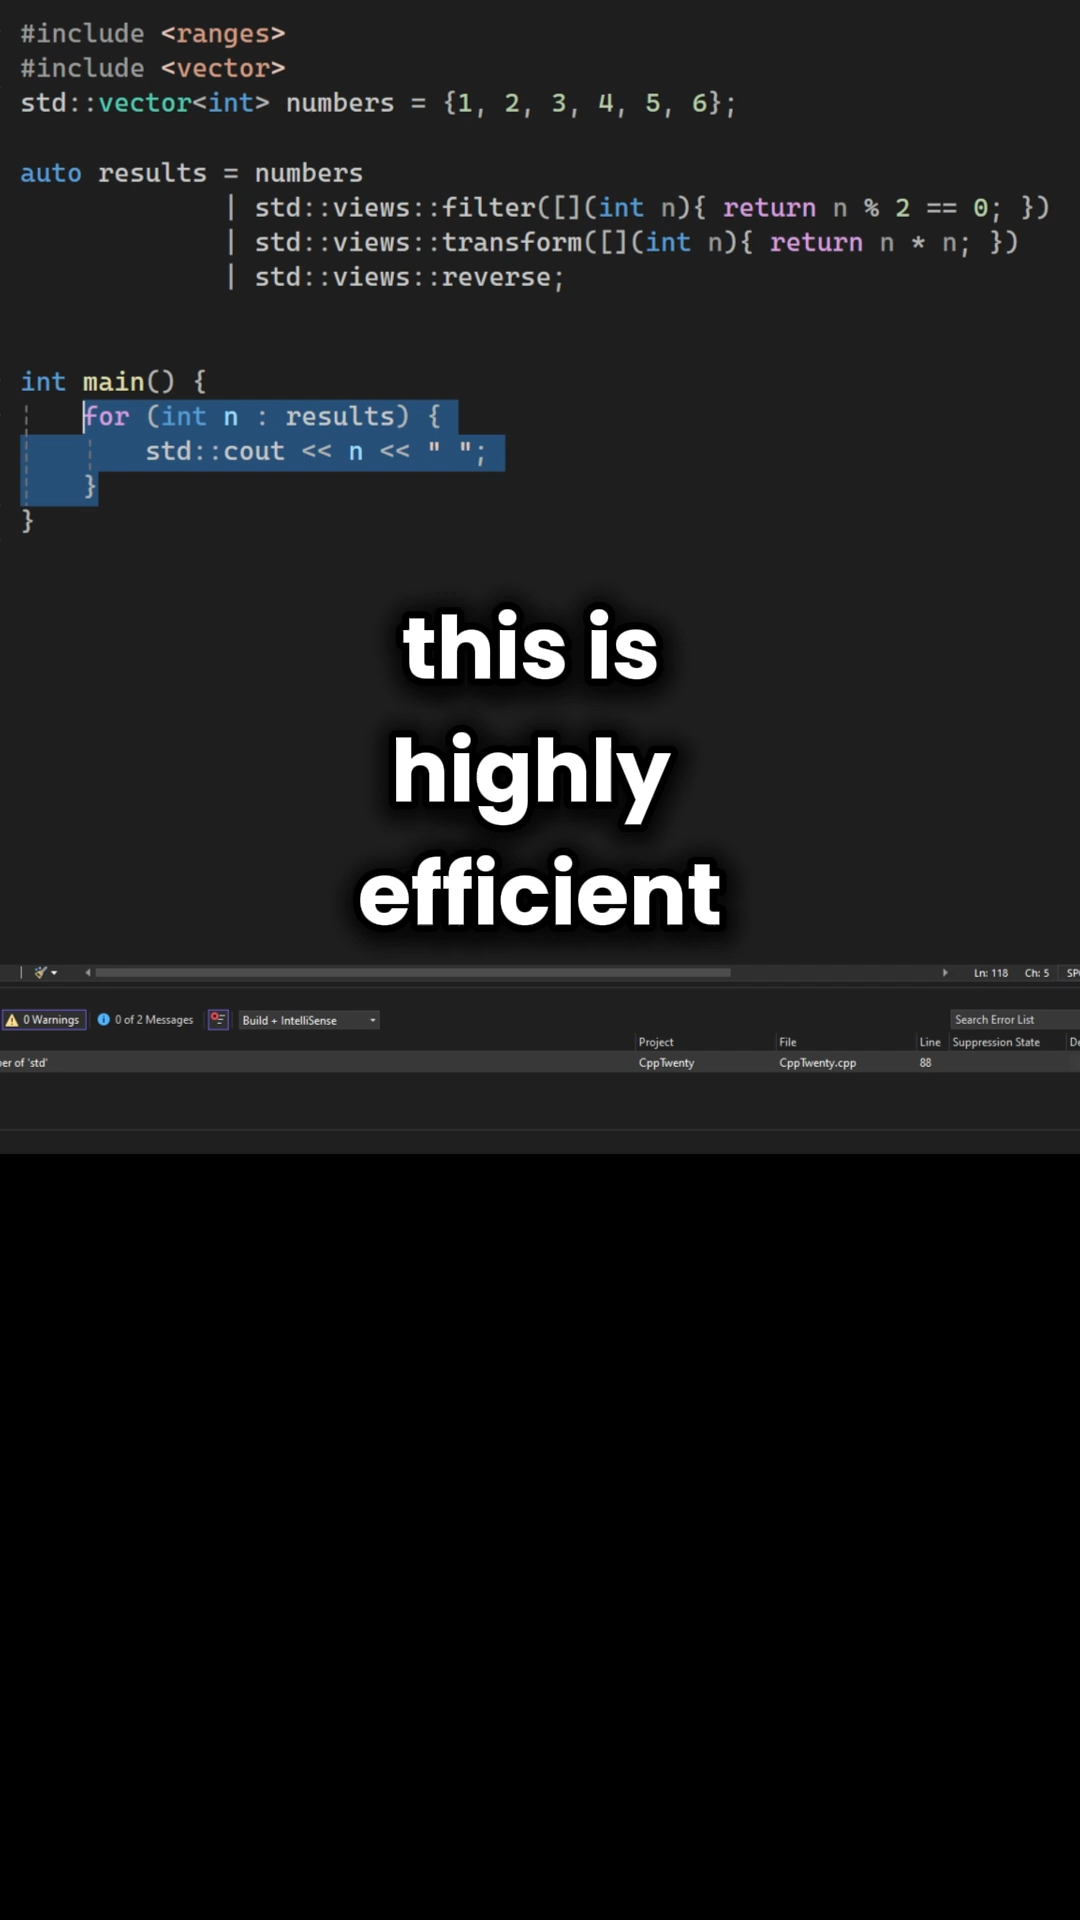 #include <ranges>
#include <vector>
std::vector<int> numbers = {1, 2, 3, 4, 5, 6};
auto results = numbers
| std::views::filter([](int n){ return n % 2 == 0; })
| std::views::transform([](int n){ return n * n; })
| std::views::reverse;
int main() {
for (int n : results) {
std::cout << n << " ";
}
}
this is
highly
efficient
Ln: 118 Ch: 5
0 Warnings 0 of 2 Messages Build + IntelliSense Search Error List
Project File Line Suppression State
of 'std' CppTwenty CppTwenty.cpp 88